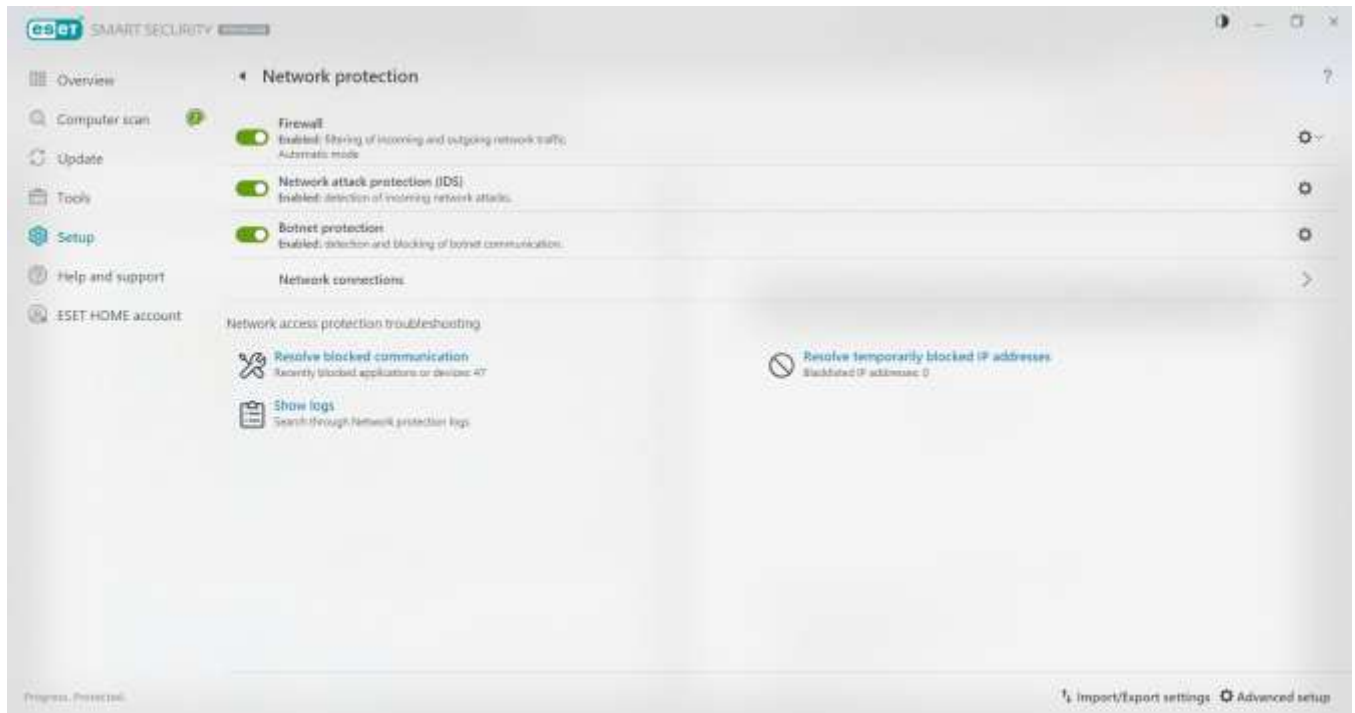 eset SMART SECURITY
Overview
Computer scan
Update
Tools
Setup
Help and support
ESET HOME account
Network protection
?
Firewall
Enabled: filtering of incoming and outgoing network traffic.
Automatic mode
Network attack protection (IDS)
Enabled: detection of incoming network attacks.
Botnet protection
Enabled: detection and blocking of botnet communication.
Network connections
Network access protection troubleshooting
Resolve blocked communication
Recently blocked applications or devices: 47
Resolve temporarily blocked IP addresses
Blacklisted IP addresses: 0
Show logs
Search through Network protection logs
Progress. Protected.
Import/Export settings
Advanced setup